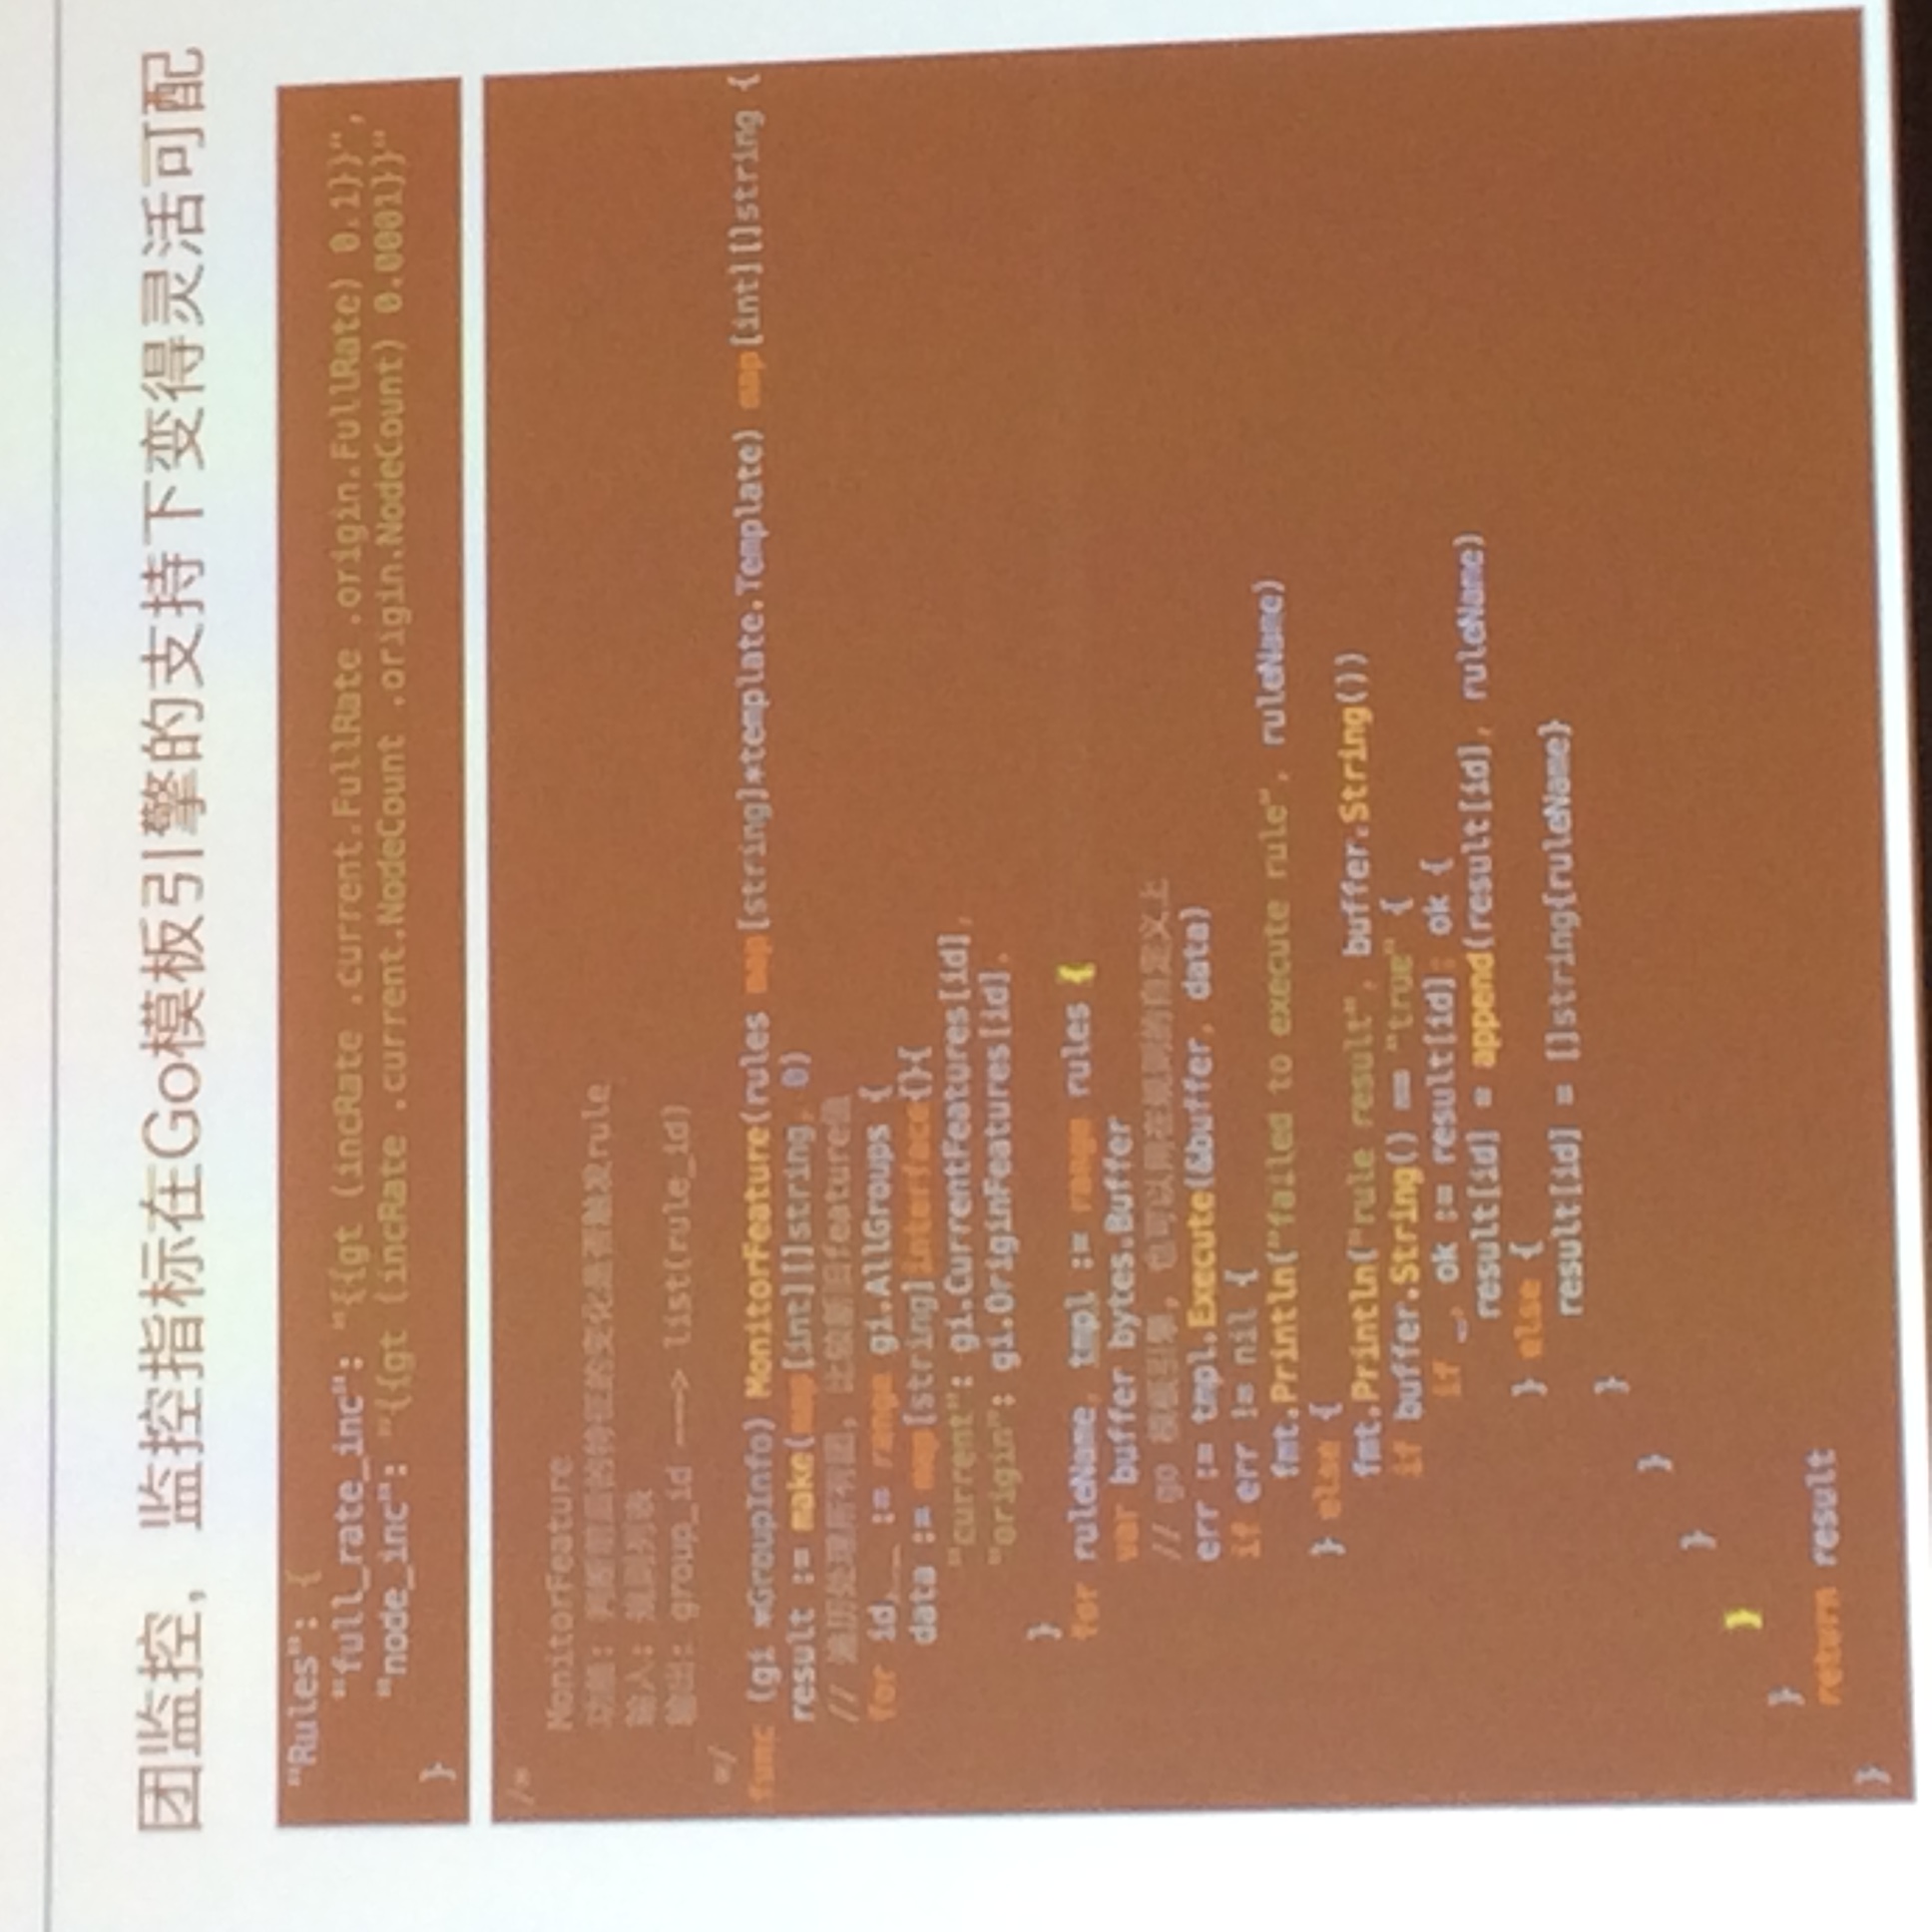 团监控，监控指标在Go模板引擎的支持下变得灵活可配
"Rules": {
"full_rate_inc": "{{gt (incRate .current.FullRate .origin.FullRate) 0.1}}",
"node_inc": "{{gt (incRate .current.NodeCount .origin.NodeCount) 0.0001}}"
}
/*
MonitorFeature
功能: 判断前后的特征的变化是否触发rule
输入: 规则列表
输出: group_id ---> list(rule_id)
*/
func (gi *GroupInfo) MonitorFeature(rules map[string]*template.Template) map[int][]string {
result := make(map[int][]string, 0)
// 遍历处理所有团, 比较新旧feature值
for id, _ := range gi.AllGroups {
data := map[string]interface{}{
"current": gi.CurrentFeatures[id],
"origin": gi.OriginFeatures[id],
}
for ruleName, tmpl := range rules {
var buffer bytes.Buffer
// go 模板引擎, 也可以用在规则的自定义上
err := tmpl.Execute(&buffer, data)
if err != nil {
fmt.Println("failed to execute rule", ruleName)
} else {
fmt.Println("rule result", buffer.String())
if buffer.String() == "true" {
if _, ok := result[id]; ok {
result[id] = append(result[id], ruleName)
} else {
result[id] = []string{ruleName}
}
}
}
}
}
return result
}